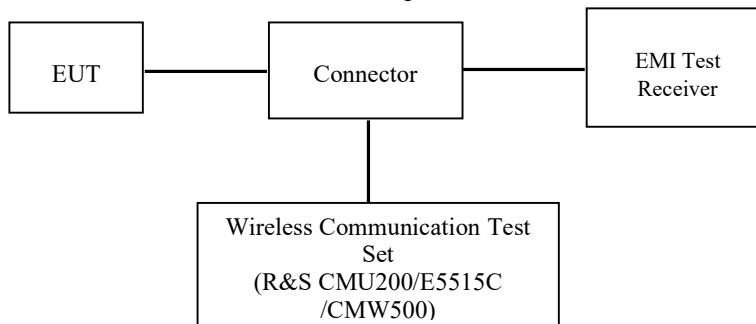 EUT
Connector
EMI Test
Receiver
Wireless Communication Test
Set
(R&S CMU200/E5515C
/CMW500)